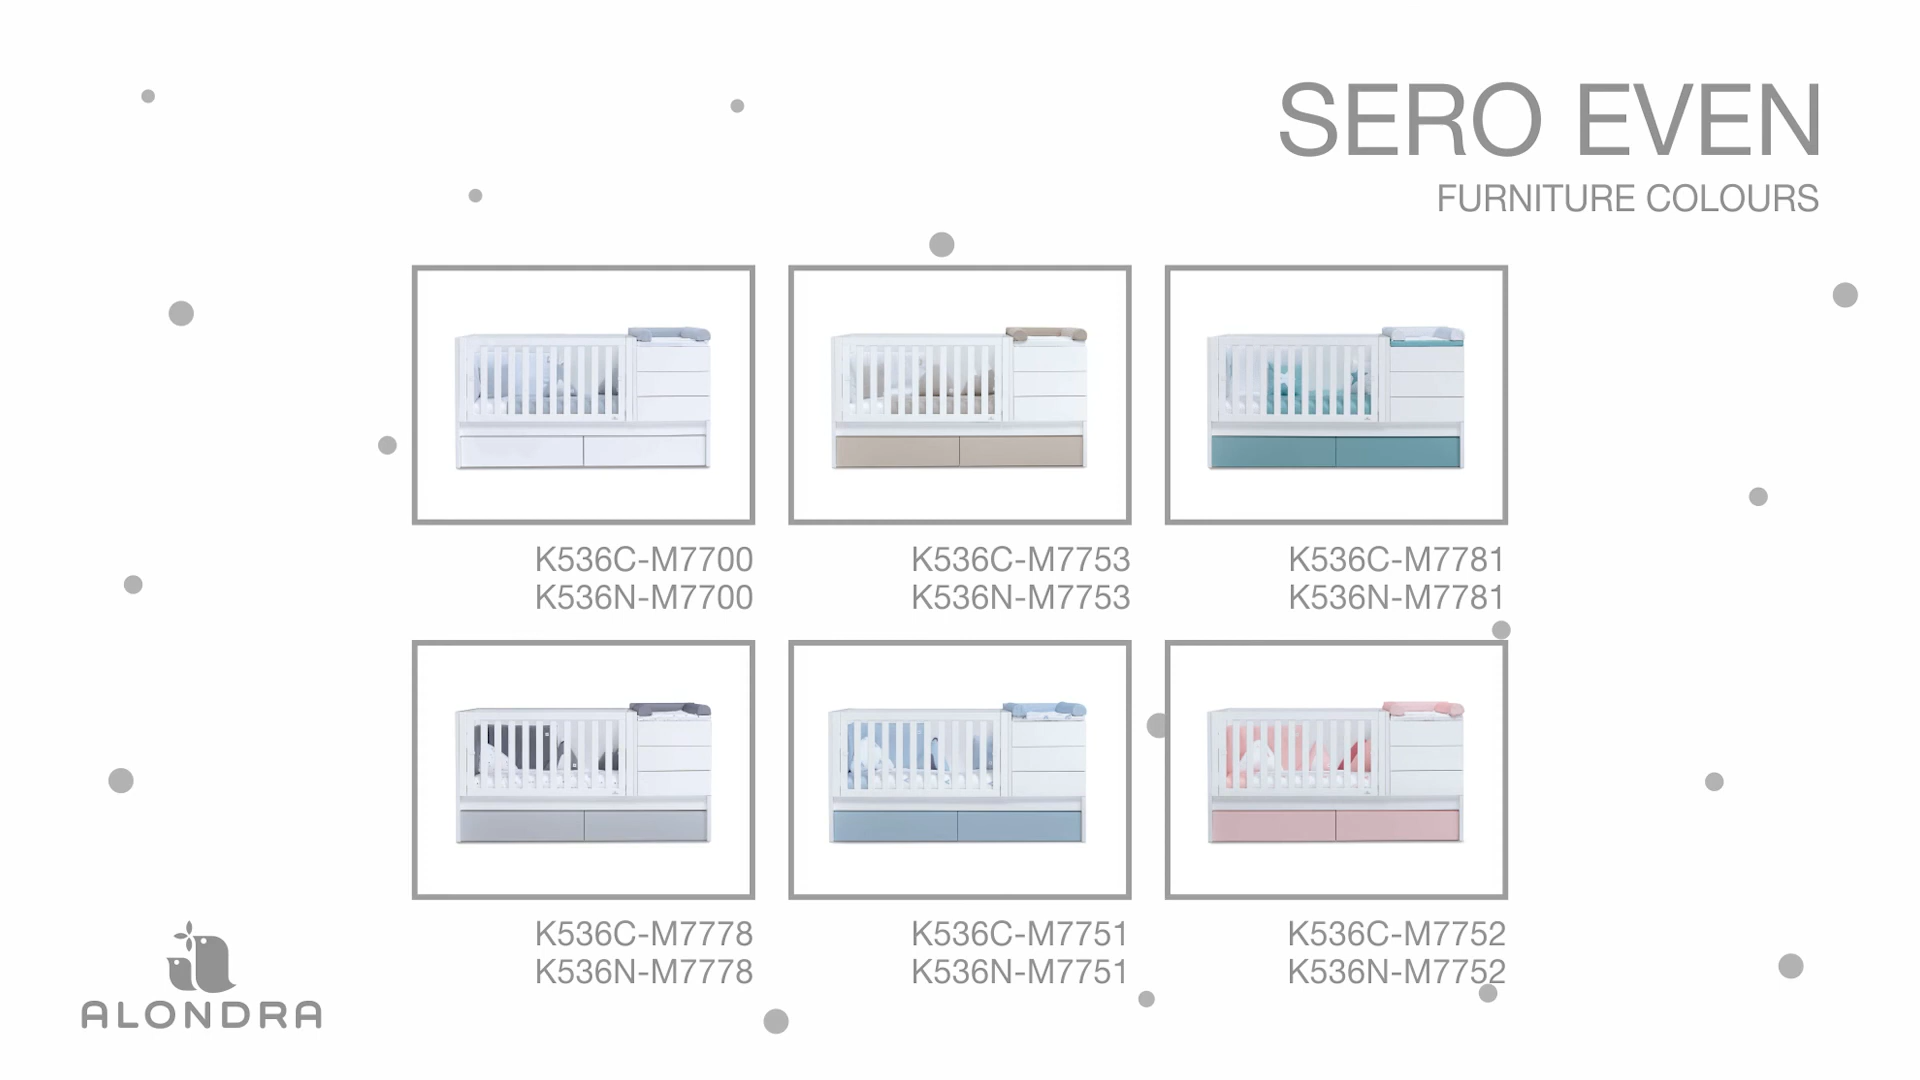 SERO EVEN
FURNITURE COLOURS
K536C-M7700
K536N-M7700
K536C-M7753
K536N-M7753
K536C-M7781
K536N-M7781
K536C-M7778
K536N-M7778
K536C-M7751
K536N-M7751
K536C-M7752
K536N-M7752
ALONDRA